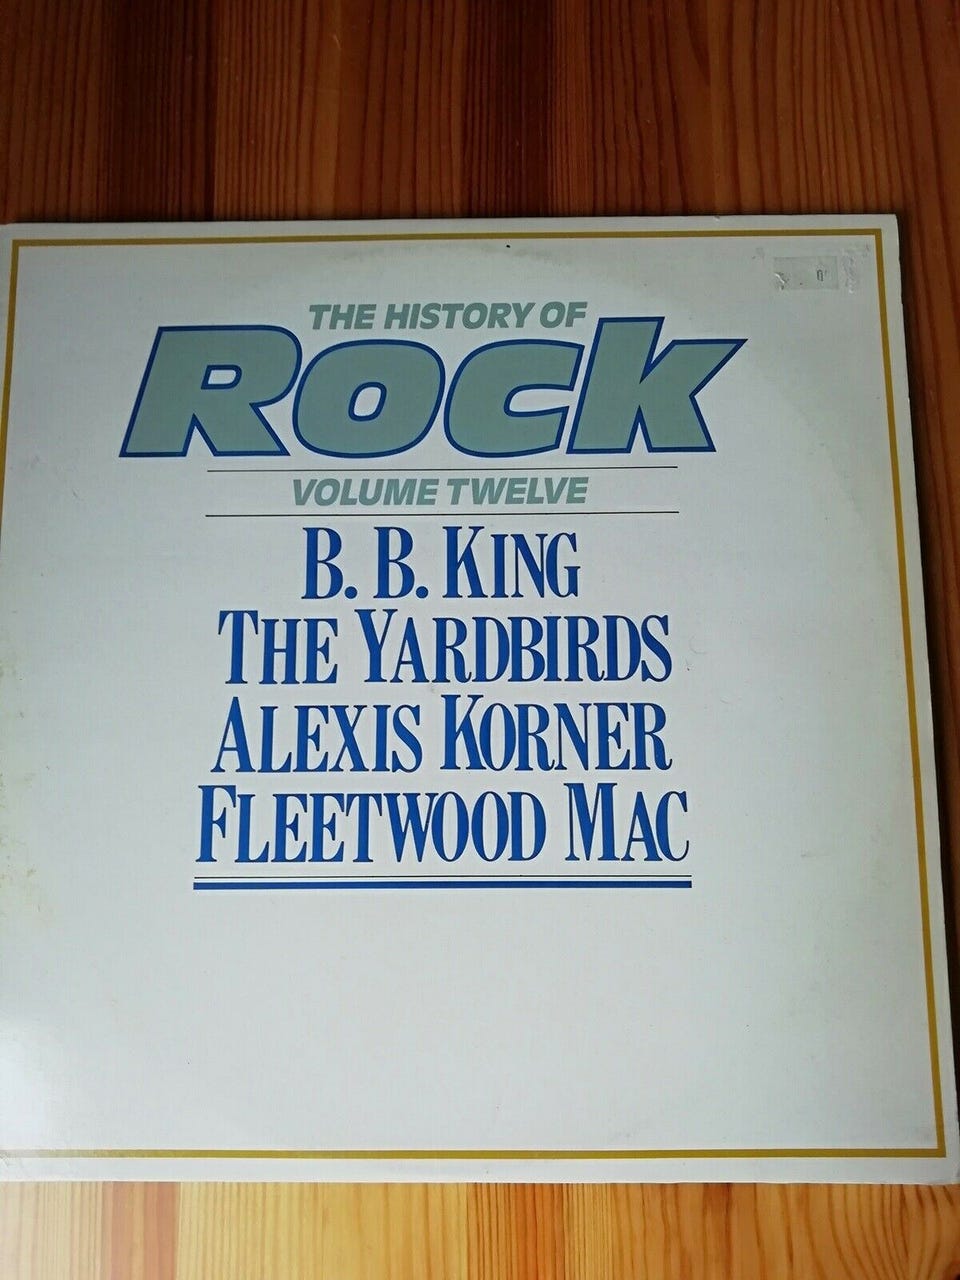 THE HISTORY OF
ROCK
VOLUME TWELVE
B. B. KING
THE YARDBIRDS
ALEXIS KORNER
FLEETWOOD MAC